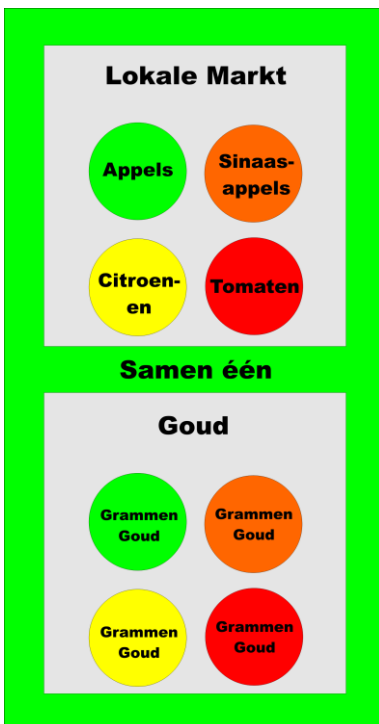 Lokale Markt
Appels
Sinaas-
appels
Citroen-
en
Tomaten
Samen één
Goud
Grammen
Goud
Grammen
Goud
Grammen
Goud
Grammen
Goud